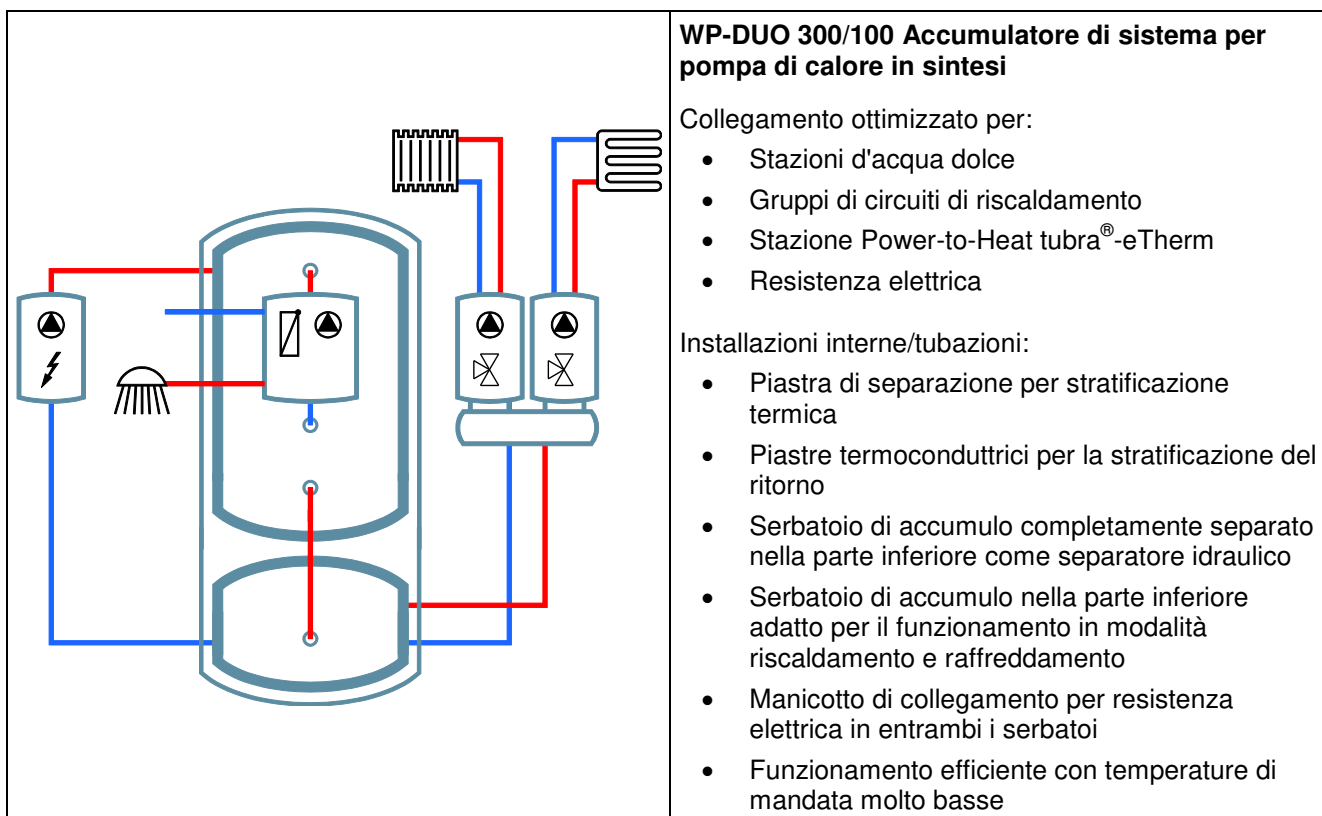 WP-DUO 300/100 Accumulatore di sistema per
pompa di calore in sintesi
Collegamento ottimizzato per:
• Stazioni d'acqua dolce
• Gruppi di circuiti di riscaldamento
• Stazione Power-to-Heat tubra®-eTherm
• Resistenza elettrica
Installazioni interne/tubazioni:
• Piastra di separazione per stratificazione
termica
• Piastre termoconduttrici per la stratificazione del
ritorno
• Serbatoio di accumulo completamente separato
nella parte inferiore come separatore idraulico
• Serbatoio di accumulo nella parte inferiore
adatto per il funzionamento in modalità
riscaldamento e raffreddamento
• Manicotto di collegamento per resistenza
elettrica in entrambi i serbatoi
• Funzionamento efficiente con temperature di
mandata molto basse